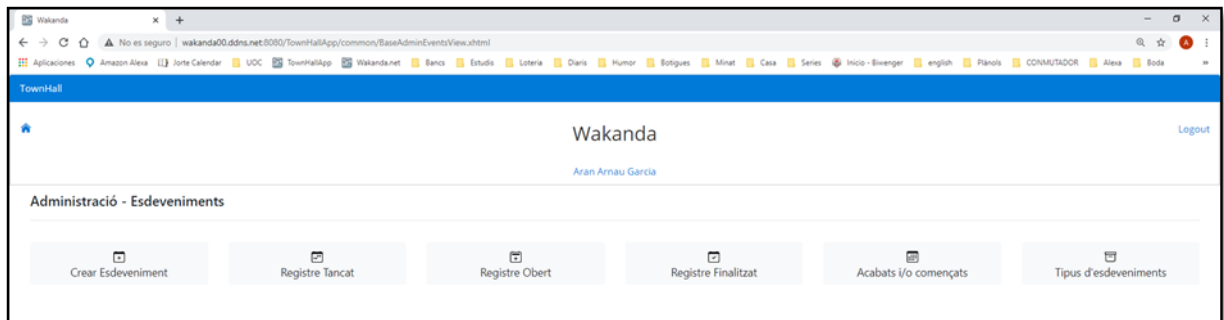 Wakanda
No es seguro | wakanda00.ddns.net:8080/TownHallApp/common/BaseAdminEventsView.xhtml
Aplicaciones Amazon Alexa Jorte Calendar UOC TownHallApp Wakanda.net Bancs Estudis Loteria Diaris Humor Botigues Minat Casa Series Inicio - Biwenger english Plànols CONMUTADOR Alexa Boda »
TownHall
Wakanda Logout
Aran Arnau Garcia
Administració - Esdeveniments
Crear Esdeveniment Registre Tancat Registre Obert Registre Finalitzat Acabats i/o començats Tipus d'esdeveniments